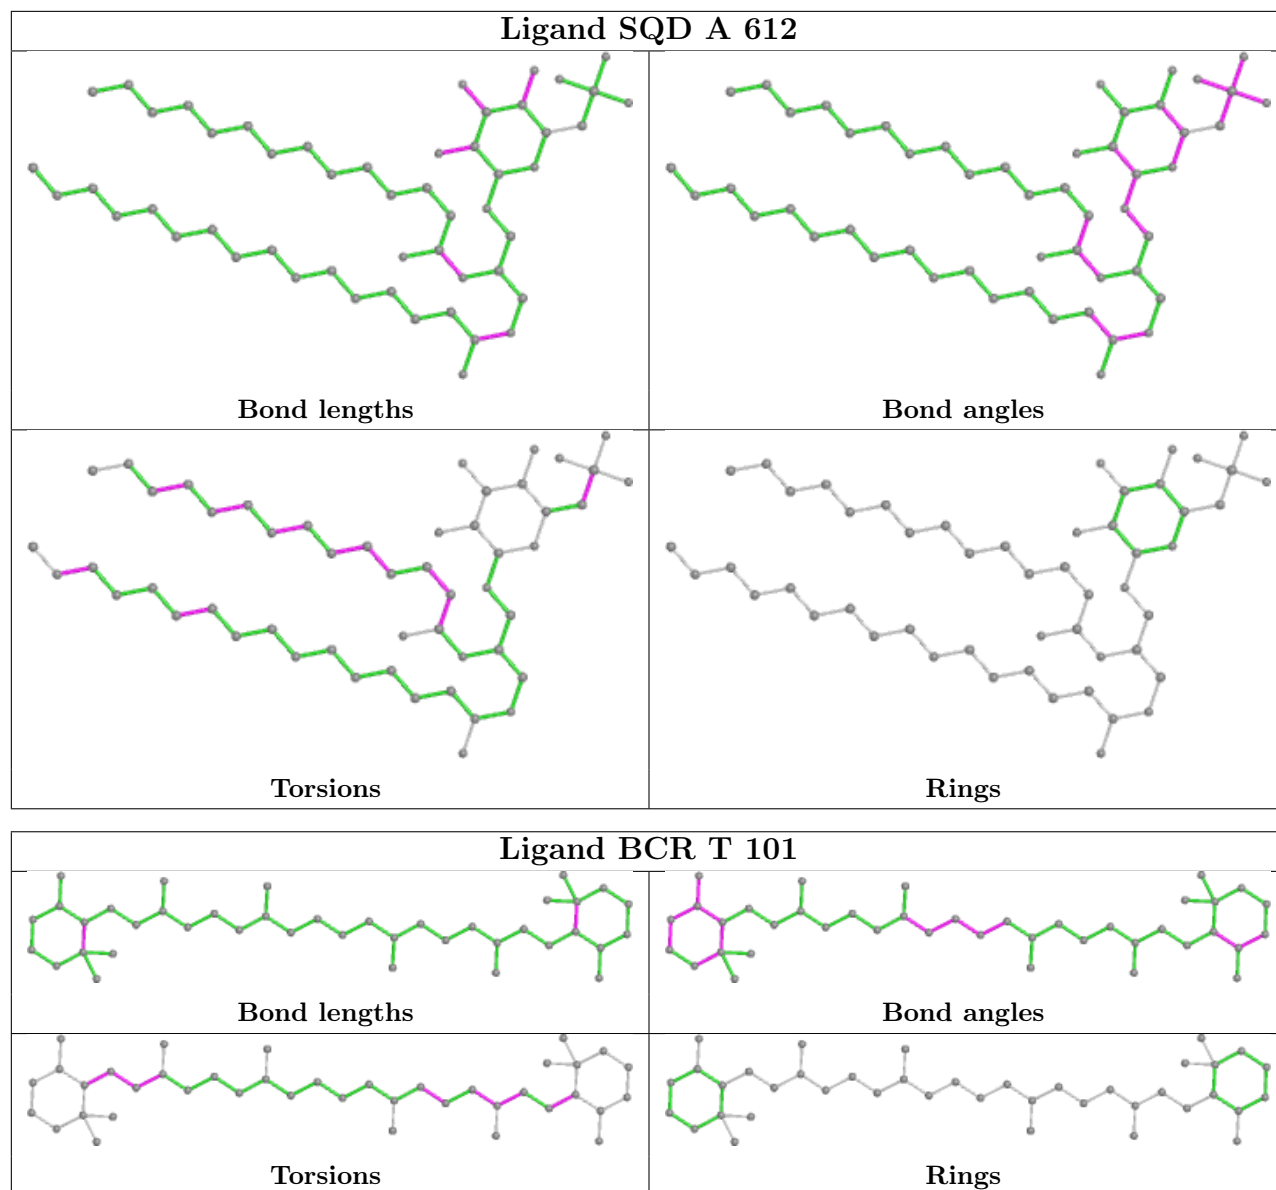 Ligand SQD A 612
Bond lengths
Bond angles
Torsions
Rings
Ligand BCR T 101
Bond lengths
Bond angles
Torsions
Rings